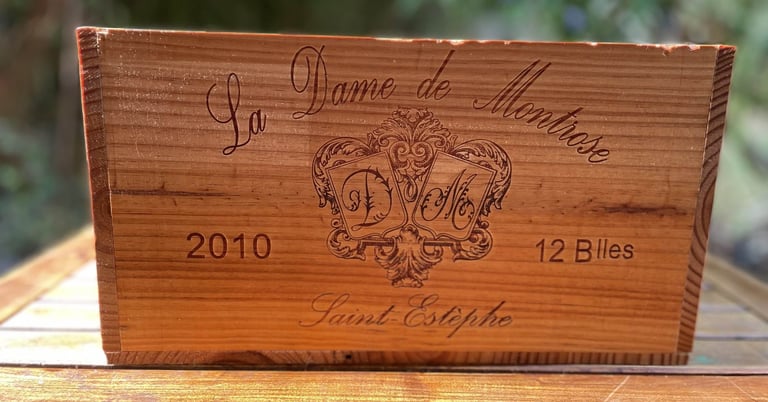 La Dame de Montrose
D M
2010
12 Blles
Saint-Estèphe